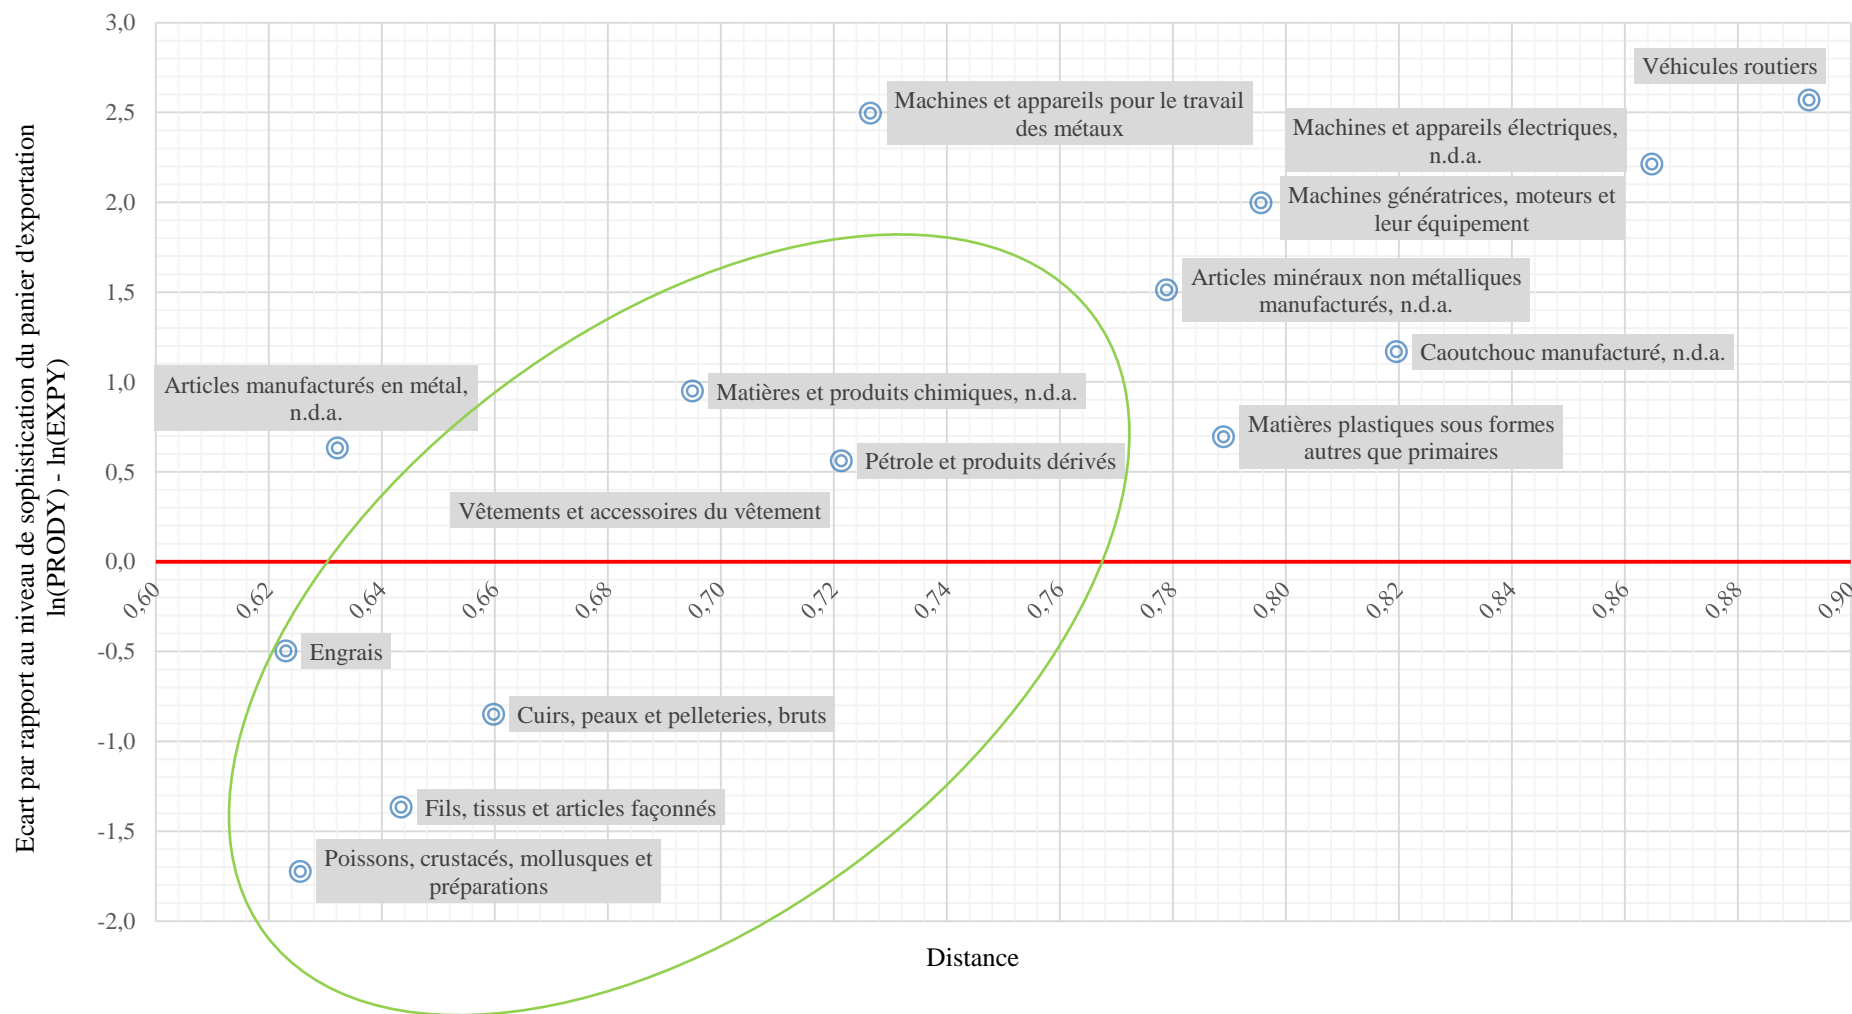 Ecart par rapport au niveau de sophistication du panier d'exportation
ln(PRODY) - ln(EXPY)
3,0
2,5
2,0
1,5
1,0
0,5
0,0
-0,5
-1,0
-1,5
-2,0
Véhicules routiers
Machines et appareils pour le travail
des métaux
Machines et appareils électriques,
n.d.a.
Machines génératrices, moteurs et
leur équipement
Articles minéraux non métalliques
manufacturés, n.d.a.
Caoutchouc manufacturé, n.d.a.
Articles manufacturés en métal,
n.d.a.
Matières et produits chimiques, n.d.a.
Matières plastiques sous formes
autres que primaires
Pétrole et produits dérivés
Vêtements et accessoires du vêtement
0,60
0,62
0,64
0,66
0,68
0,70
0,72
0,74
0,76
0,78
0,80
0,82
0,84
0,86
0,88
0,90
Engrais
Cuirs, peaux et pelleteries, bruts
Fils, tissus et articles façonnés
Poissons, crustacés, mollusques et
préparations
Distance